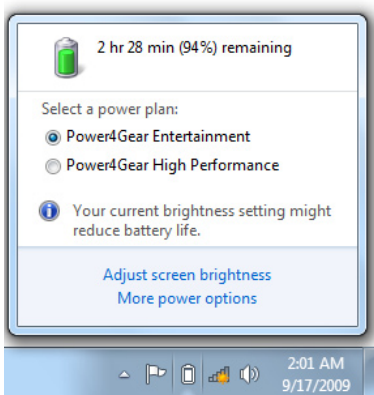 2 hr 28 min (94%) remaining
Select a power plan:
Power4Gear Entertainment
Power4Gear High Performance
Your current brightness setting might
reduce battery life.
Adjust screen brightness
More power options
2:01 AM
9/17/2009